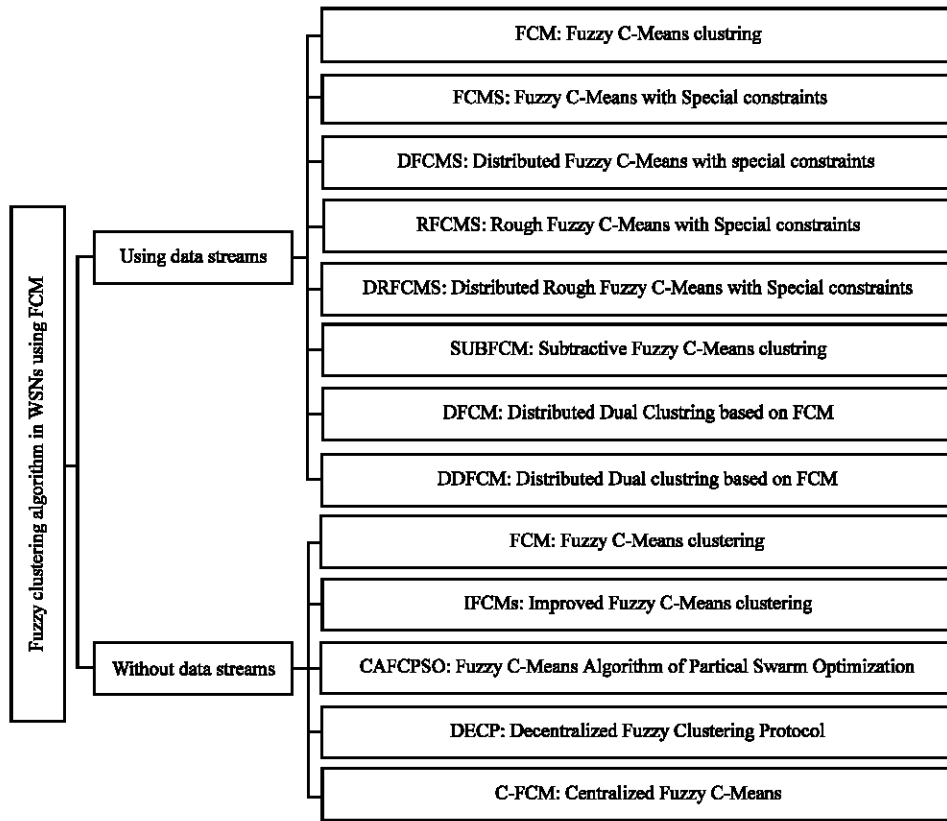 Fuzzy clustering algorithm in WSNs using FCM
Using data streams
FCM: Fuzzy C-Means clustring
FCMS: Fuzzy C-Means with Special constraints
DFCMS: Distributed Fuzzy C-Means with special constraints
RFCMS: Rough Fuzzy C-Means with Special constraints
DRFCMS: Distributed Rough Fuzzy C-Means with Special constraints
SUBFCM: Subtractive Fuzzy C-Means clustring
DFCM: Distributed Dual Clustring based on FCM
DDFCM: Distributed Dual clustring based on FCM
Without data streams
FCM: Fuzzy C-Means clustering
IFCMs: Improved Fuzzy C-Means clustering
CAFCPSO: Fuzzy C-Means Algorithm of Partical Swarm Optimization
DECP: Decentralized Fuzzy Clustering Protocol
C-FCM: Centralized Fuzzy C-Means